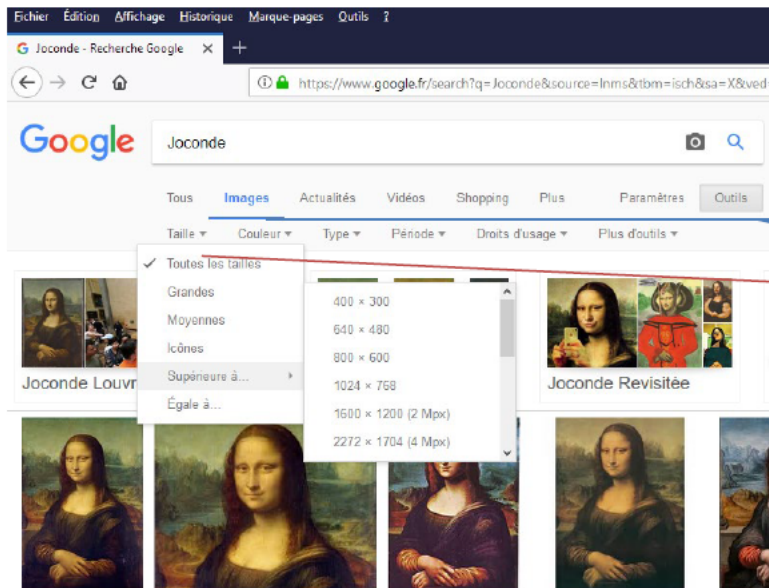 Fichier Édition Affichage Historique Marque-pages Outils ?
Joconde - Recherche Google
https://www.google.fr/search?q=Joconde&source=lnms&tbm=isch&sa=X&ved
Google Joconde
Tous Images Actualités Vidéos Shopping Plus Paramètres Outils
Taille Couleur Type Période Droits d'usage Plus d'outils
Toutes les tailles
Grandes
Moyennes
Icônes
Supérieure à...
Égale à...
400 × 300
640 × 480
800 × 600
1024 × 768
1600 × 1200 (2 Mpx)
2272 × 1704 (4 Mpx)
Joconde Louvr
Joconde Revisitée